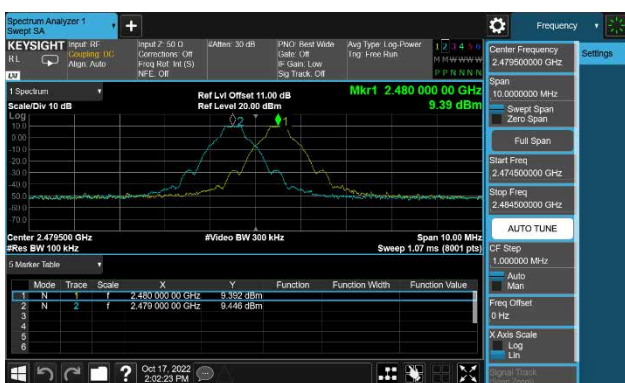 Spectrum Analyzer 1
Swept SA
+
Frequency
KEYSIGHT
RL
Input: RF
Coupling: DC
Align: Auto
Input Z: 50 Ω
Corrections: Off
Freq Ref: Int (S)
NFE: Off
#Atten: 30 dB
PNO: Best Wide
Gate: Off
IF Gain: Low
Sig Track: Off
Avg Type: Log-Power
Trig: Free Run
1 2 3 4 5 6
M M W W W W
P P N N N N
LW
1 Spectrum
Scale/Div 10 dB
Ref Lvl Offset 11.00 dB
Ref Level 20.00 dBm
Mkr1 2.480 000 00 GHz
9.39 dBm
Log
10.0
0.00
-10.0
-20.0
-30.0
-40.0
-50.0
-60.0
-70.0
2
1
Center 2.479500 GHz
#Res BW 100 kHz
#Video BW 300 kHz
Span 10.00 MHz
Sweep 1.07 ms (8001 pts)
5 Marker Table
Mode Trace Scale X Y Function Function Width Function Value
1 N 1 f 2.480 000 00 GHz 9.392 dBm
2 N 2 f 2.479 000 00 GHz 9.446 dBm
3
4
5
6
Oct 17, 2022
2:02:23 PM
?
Center Frequency
2.479500000 GHz
Settings
Span
10.0000000 MHz
Swept Span
Zero Span
Full Span
Start Freq
2.474500000 GHz
Stop Freq
2.484500000 GHz
AUTO TUNE
CF Step
1.000000 MHz
Auto
Man
Freq Offset
0 Hz
X Axis Scale
Log
Lin
Signal Track